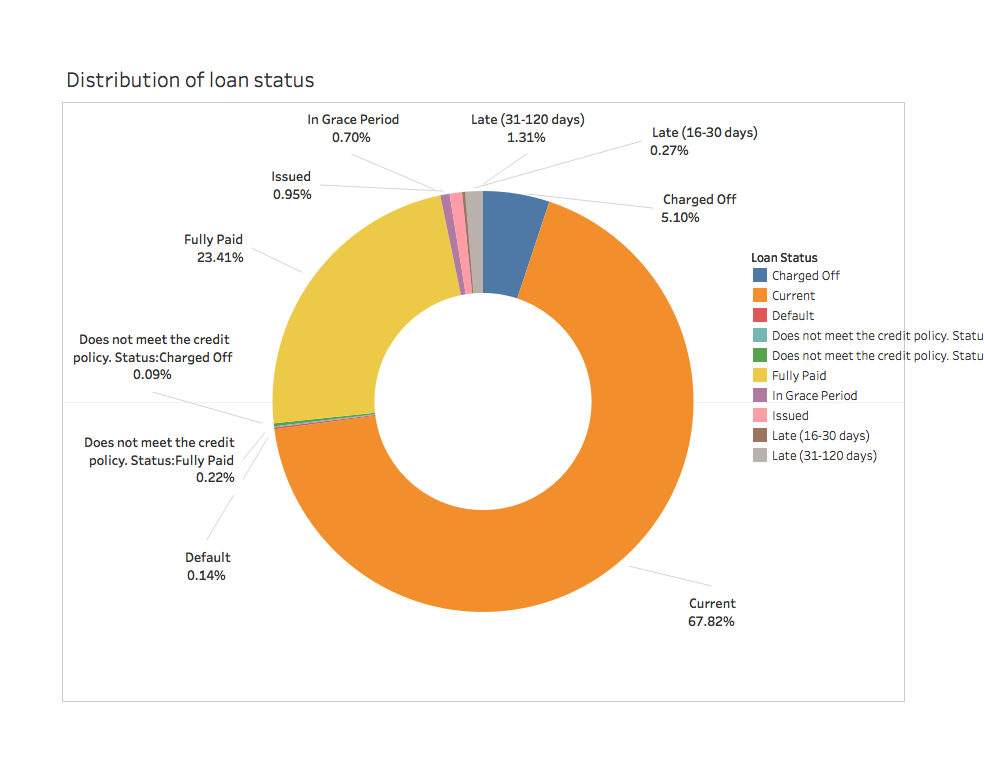 Distribution of loan status
In Grace Period
0.70%
Late (31-120 days)
1.31%
Late (16-30 days)
0.27%
Issued
0.95%
Charged Off
5.10%
Fully Paid
23.41%
Does not meet the credit
policy. Status:Charged Off
0.09%
Does not meet the credit
policy. Status:Fully Paid
0.22%
Default
0.14%
Current
67.82%
Loan Status
Charged Off
Current
Default
Does not meet the credit policy. Statu
Does not meet the credit policy. Statu
Fully Paid
In Grace Period
Issued
Late (16-30 days)
Late (31-120 days)